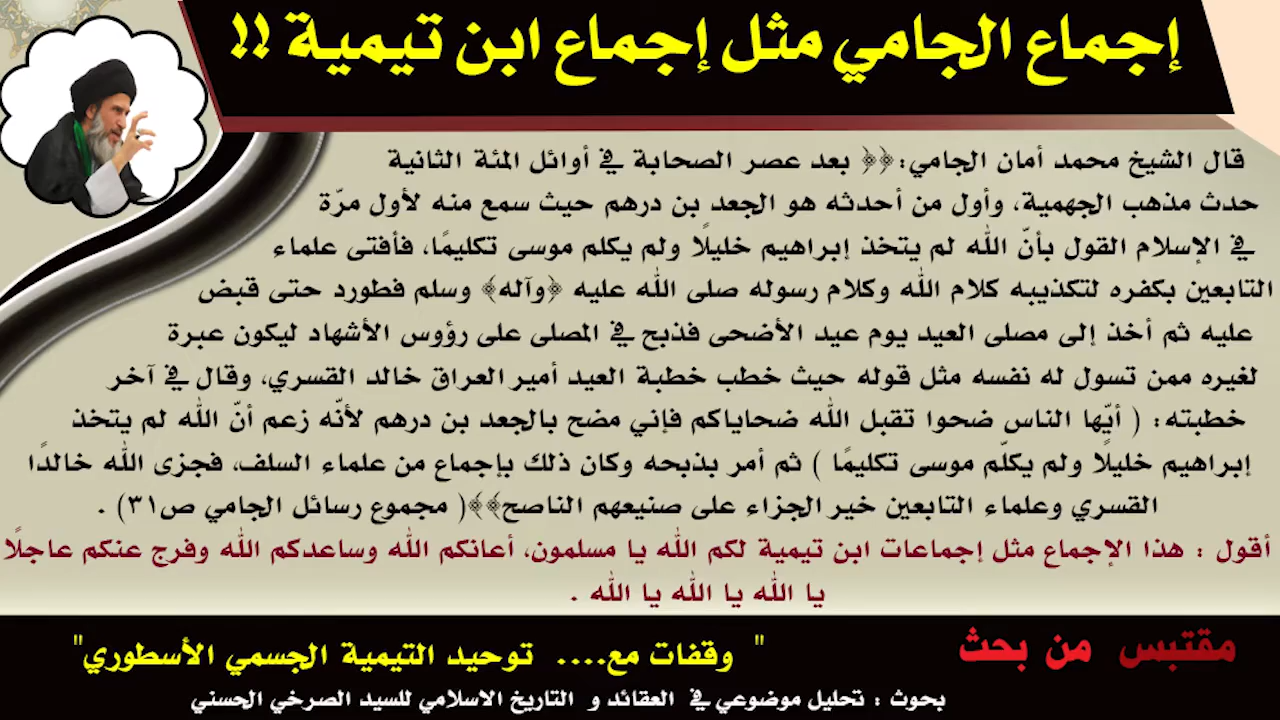 إجماع الجامي مثل إجماع ابن تيمية !!
قال الشيخ محمد أمان الجامي:﴿﴿ بعد عصر الصحابة في أوائل المئة الثانية
حدث مذهب الجهمية، وأول من أحدثه هو الجعد بن درهم حيث سمع منه لأول مرّة
في الإسلام القول بأنّ الله لم يتخذ إبراهيم خليلًا ولم يكلم موسى تكليمًا، فأفتى علماء
التابعين بكفره لتكذيبه كلام الله وكلام رسوله صلى الله عليه ﴿وآله﴾ وسلم فطورد حتى قبض
عليه ثم أخذ إلى مصلى العيد يوم عيد الأضحى فذبح في المصلى على رؤوس الأشهاد ليكون عبرة
لغيره ممن تسول له نفسه مثل قوله حيث خطب خطبة العيد أمير العراق خالد القسري، وقال في آخر
خطبته: ( أيّها الناس ضحوا تقبل الله ضحاياكم فإني مضح بالجعد بن درهم لأنّه زعم أنّ الله لم يتخذ
إبراهيم خليلًا ولم يكلّم موسى تكليمًا ) ثم أمر بذبحه وكان ذلك بإجماع من علماء السلف، فجزى الله خالدًا
القسري وعلماء التابعين خير الجزاء على صنيعهم الناصح﴾﴾( مجموع رسائل الجامي ص٣١) .
أقول : هذا الإجماع مثل إجماعات ابن تيمية لكم الله يا مسلمون، أعانكم الله وساعدكم الله وفرج عنكم عاجلًا
يا الله يا الله يا الله .
مقتبس من بحث " وقفات مع.... توحيد التيمية الجسمي الأسطوري"
بحوث : تحليل موضوعي في العقائد و التاريخ الاسلامي للسيد الصرخي الحسني